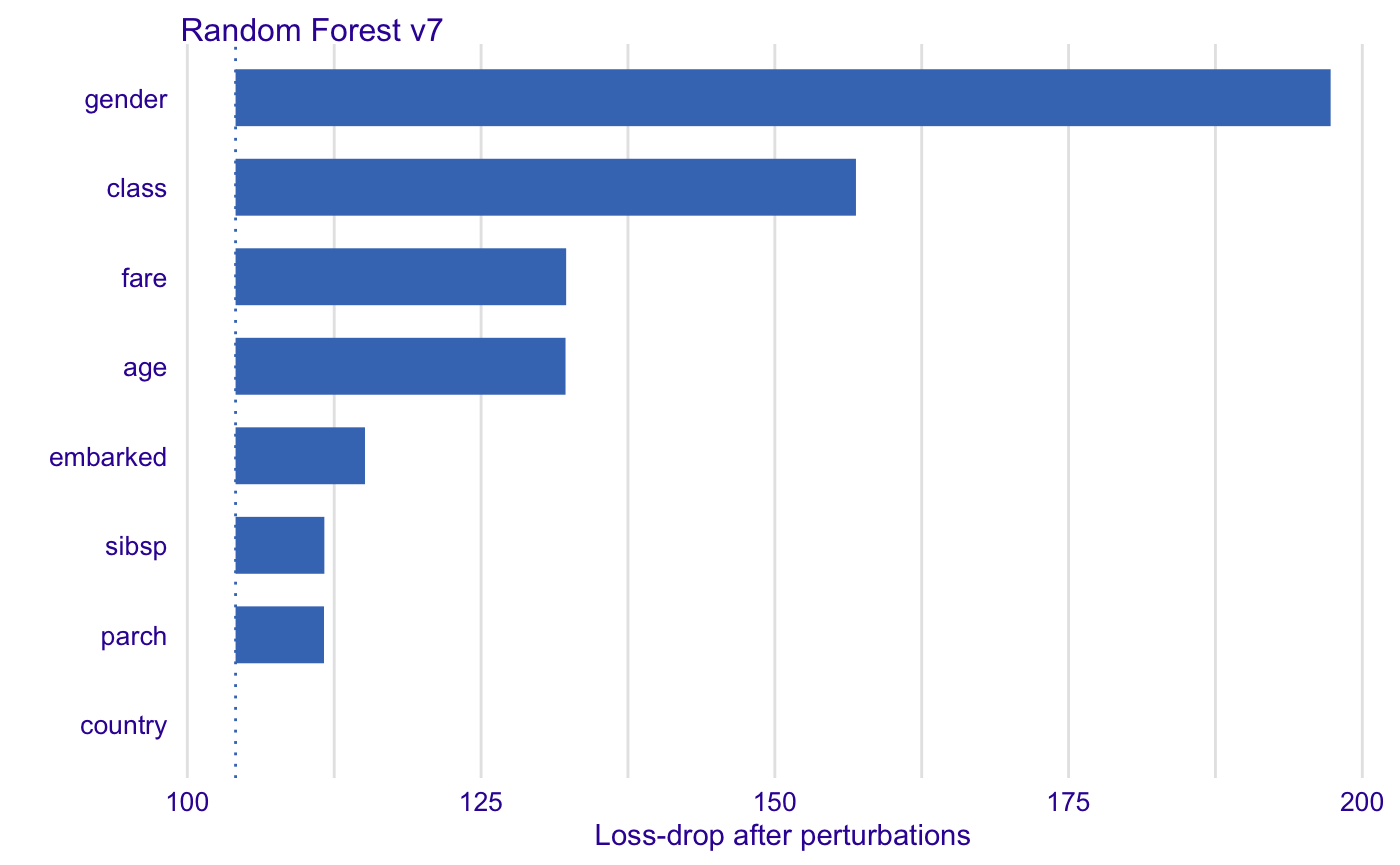 Random Forest v7
gender
class
fare
age
embarked
sibsp
parch
country
100 125 150 175 200
Loss-drop after perturbations